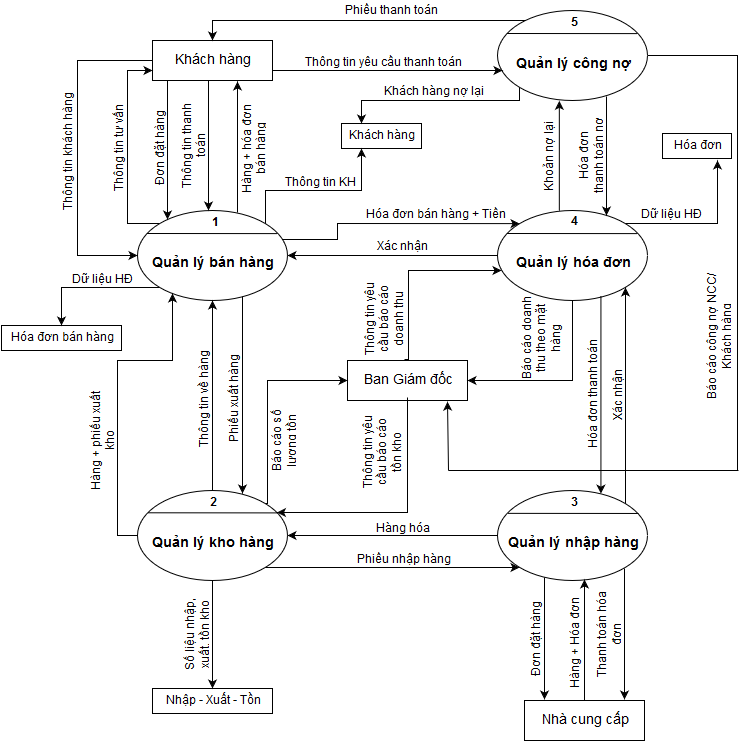 Phiếu thanh toán
5
Quản lý công nợ
Khách hàng
Thông tin yêu cầu thanh toán
Khách hàng nợ lại
Khách hàng
Thông tin khách hàng
Thông tin tư vấn
Đơn đặt hàng
Thông tin thanh
toán
Hàng + hóa đơn
bán hàng
Thông tin KH
Khoản nợ lại
Hóa đơn
thanh toán nợ
Hóa đơn
Dữ liệu HĐ
1
Quản lý bán hàng
Hóa đơn bán hàng + Tiền
Xác nhận
4
Quản lý hóa đơn
Dữ liệu HĐ
Hóa đơn bán hàng
Thông tin yêu
cầu báo cáo
doanh thu
Báo cáo doanh
thu theo mặt
hàng
Báo cáo công nợ NCC/
Khách hàng
Ban Giám đốc
Hàng + phiếu xuất
kho
Thông tin về hàng
Phiếu xuất hàng
Báo cáo số
lượng tồn
Thông tin yêu
cầu báo cáo
tồn kho
Hóa đơn thanh toán
Xác nhận
2
Quản lý kho hàng
Hàng hóa
Phiếu nhập hàng
3
Quản lý nhập hàng
Số liệu nhập,
xuất. tồn kho
Nhập - Xuất - Tồn
Đơn đặt hàng
Hàng + Hóa đơn
Thanh toán hóa
đơn
Nhà cung cấp